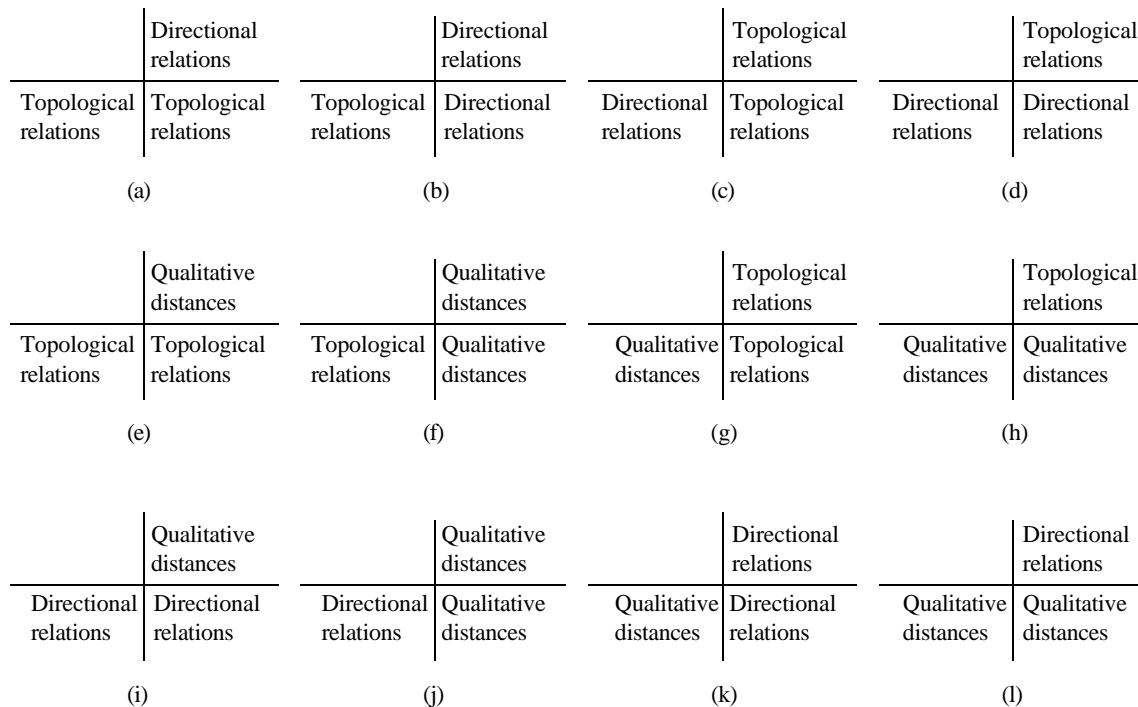 Directional
relations
Topological
relations
Topological
relations
(a)
Directional
relations
Topological
relations
Directional
relations
(b)
Topological
relations
Directional
relations
Topological
relations
(c)
Topological
relations
Directional
relations
Directional
relations
(d)
Qualitative
distances
Topological
relations
Topological
relations
(e)
Qualitative
distances
Topological
relations
Qualitative
distances
(f)
Topological
relations
Qualitative
distances
Topological
relations
(g)
Topological
relations
Qualitative
distances
Qualitative
distances
(h)
Qualitative
distances
Directional
relations
Directional
relations
(i)
Qualitative
distances
Directional
relations
Qualitative
distances
(j)
Directional
relations
Qualitative
distances
Directional
relations
(k)
Directional
relations
Qualitative
distances
Qualitative
distances
(l)